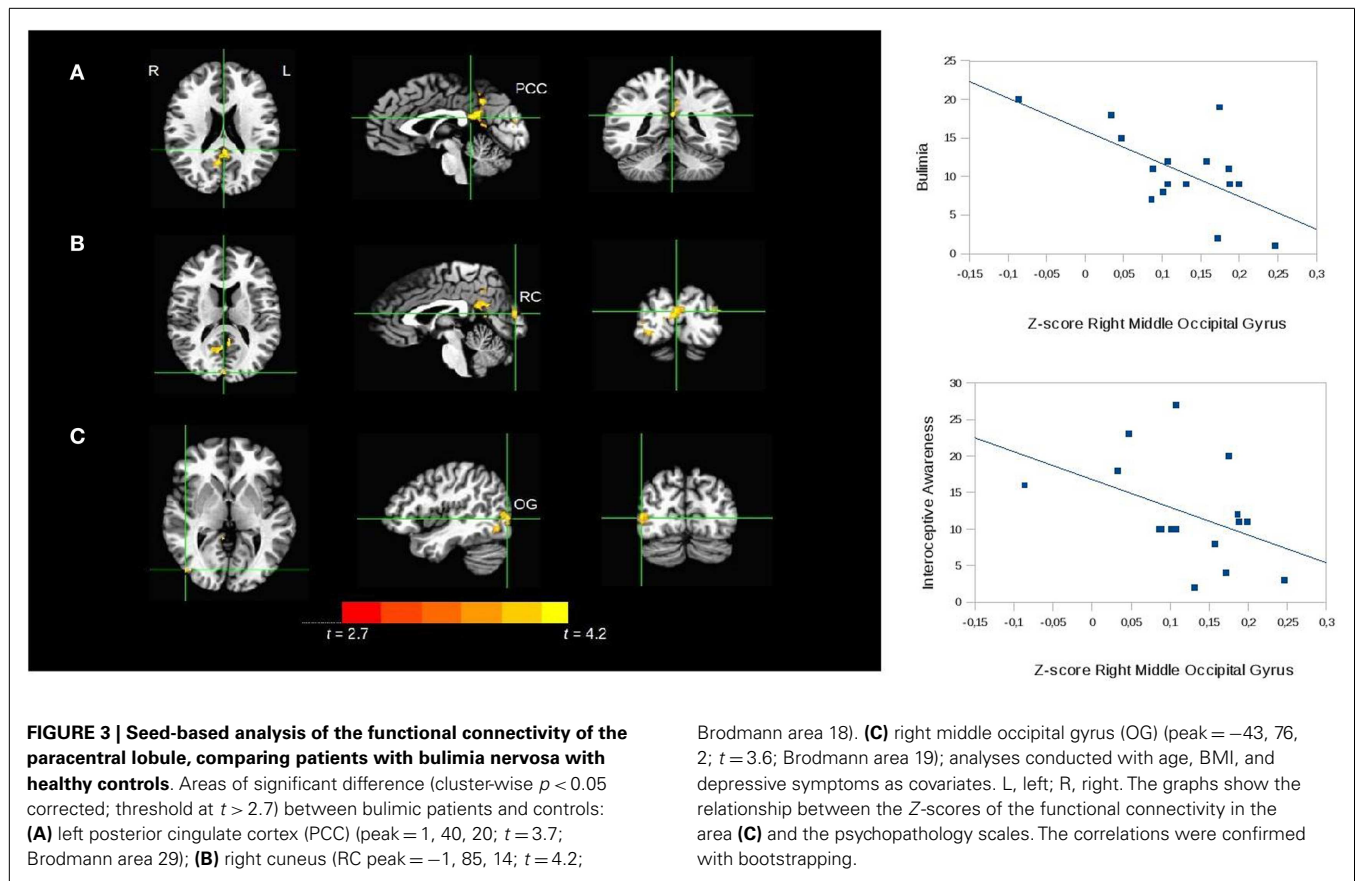 A
R
L
PCC
B
RC
C
OG
t = 2.7
t = 4.2
25
20
15
10
5
0
-0,15
-0,1
-0,05
0
0,05
0,1
0,15
0,2
0,25
0,3
Bulimia
Z-score Right Middle Occipital Gyrus
30
25
20
15
10
5
0
-0,15
-0,1
-0,05
0
0,05
0,1
0,15
0,2
0,25
0,3
Interoceptive Awareness
Z-score Right Middle Occipital Gyrus
FIGURE 3 | Seed-based analysis of the functional connectivity of the
paracentral lobule, comparing patients with bulimia nervosa with
healthy controls. Areas of significant difference (cluster-wise p < 0.05
corrected; threshold at t > 2.7) between bulimic patients and controls:
(A) left posterior cingulate cortex (PCC) (peak = 1, 40, 20; t = 3.7;
Brodmann area 29); (B) right cuneus (RC peak = −1, 85, 14; t = 4.2;
Brodmann area 18). (C) right middle occipital gyrus (OG) (peak = −43, 76,
2; t = 3.6; Brodmann area 19); analyses conducted with age, BMI, and
depressive symptoms as covariates. L, left; R, right. The graphs show the
relationship between the Z-scores of the functional connectivity in the
area (C) and the psychopathology scales. The correlations were confirmed
with bootstrapping.